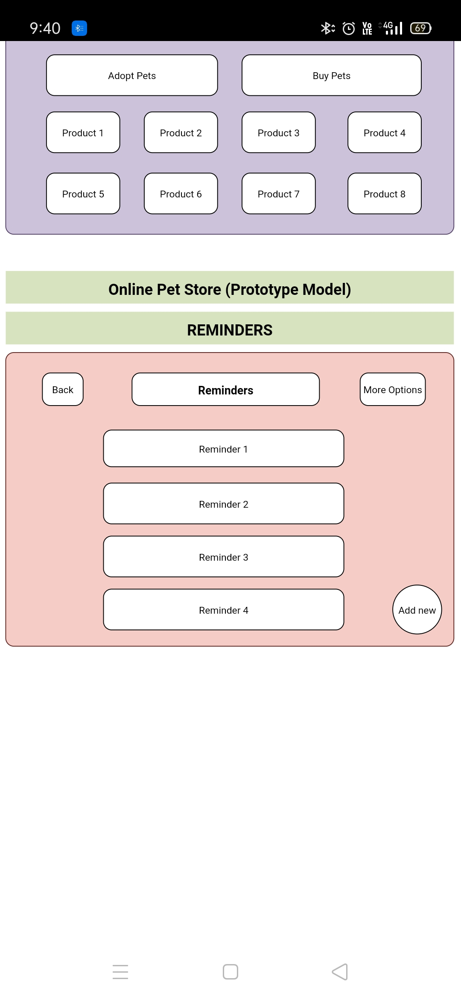 9:40 Vo LTE 4G 69
Adopt Pets Buy Pets
Product 1 Product 2 Product 3 Product 4
Product 5 Product 6 Product 7 Product 8
Online Pet Store (Prototype Model)
REMINDERS
Back Reminders More Options
Reminder 1
Reminder 2
Reminder 3
Reminder 4 Add new